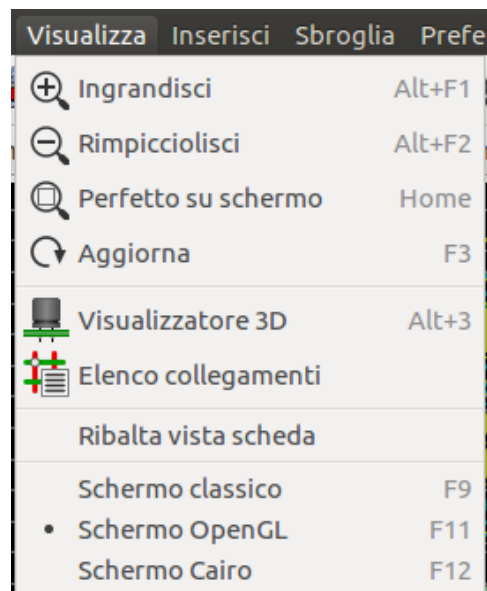 Visualizza Inserisci Sbroglia Prefe
Ingrandisci Alt+F1
Rimpicciolisci Alt+F2
Perfetto su schermo Home
Aggiorna F3
Visualizzatore 3D Alt+3
Elenco collegamenti
Ribalta vista scheda
Schermo classico F9
Schermo OpenGL F11
Schermo Cairo F12